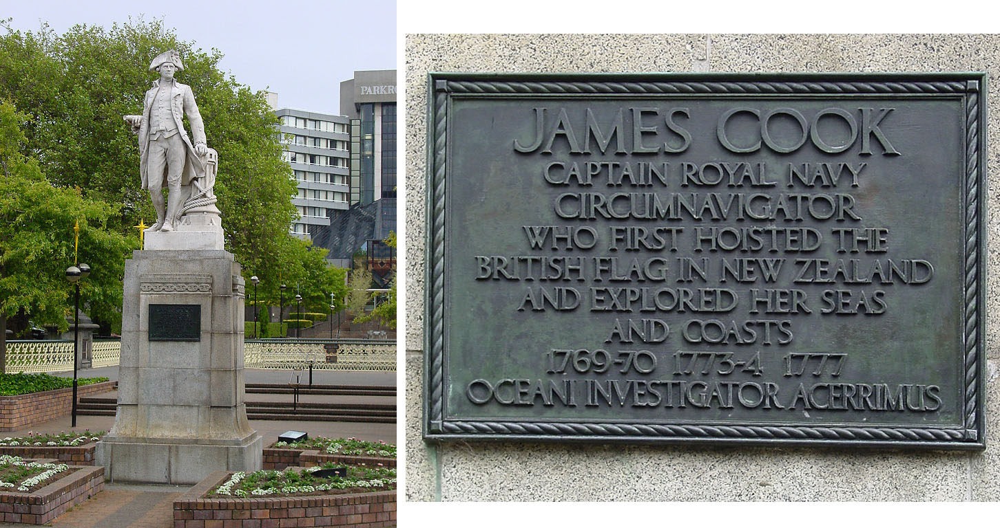 PARKRO
JAMES COOK
CAPTAIN ROYAL NAVY
CIRCUMNAVIGATOR
WHO FIRST HOISTED THE
BRITISH FLAG IN NEW ZEALAND
AND EXPLORED HER SEAS
AND COASTS
1769-70 1773-4 1777
OCEANI INVESTIGATOR ACERRIMUS